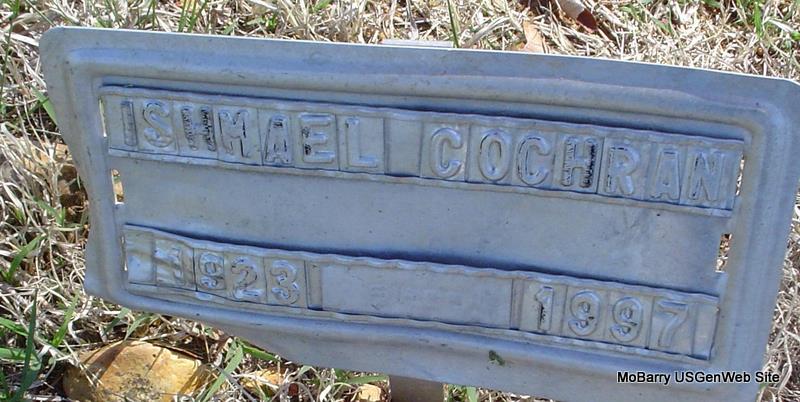 ISHMAEL COCHRAN
1923 1997
MoBarry USGenWeb Site